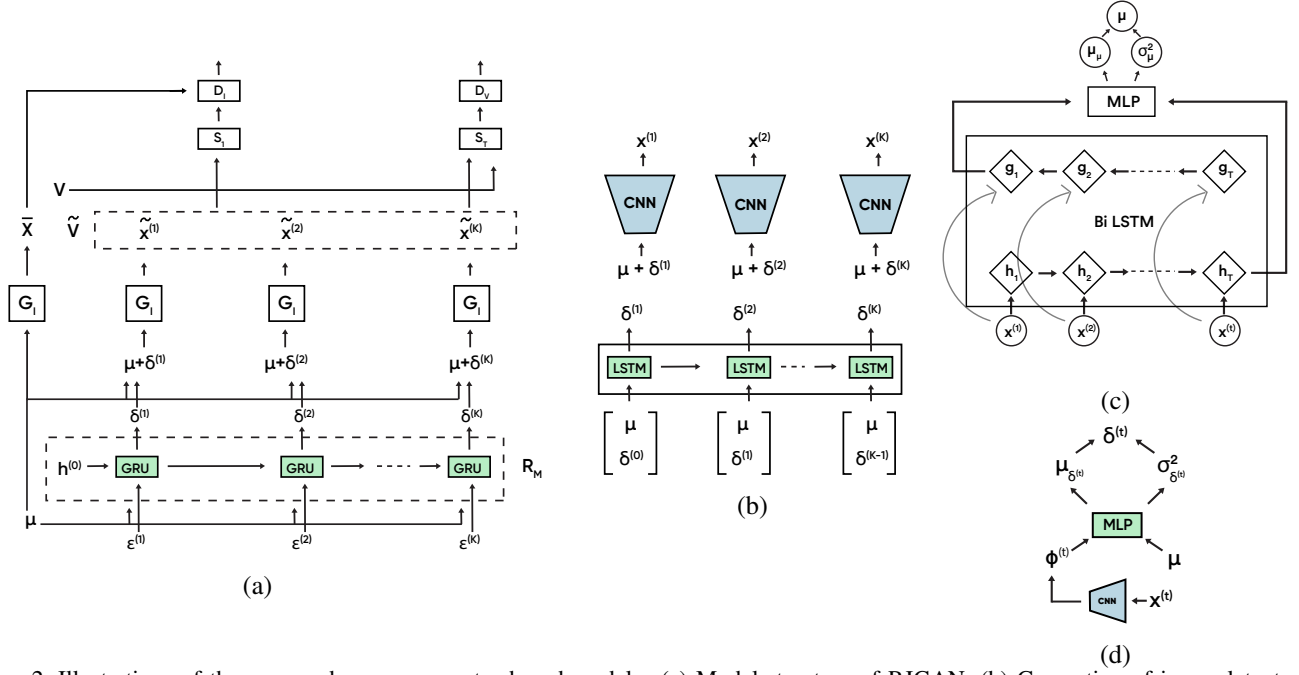 D_I
D_V
S_1
S_T
V
X̄
Ṽ
x̃^(1)
x̃^(2)
x̃^(K)
G_I
G_I
G_I
G_I
μ+δ^(1)
μ+δ^(2)
μ+δ^(K)
δ^(1)
δ^(2)
δ^(K)
h^(0)
GRU
GRU
GRU
R_M
μ
ε^(1)
ε^(2)
ε^(K)
(a)
x^(1)
x^(2)
x^(K)
CNN
CNN
CNN
μ + δ^(1)
μ + δ^(2)
μ + δ^(K)
δ^(1)
δ^(2)
δ^(K)
LSTM
LSTM
LSTM
μ
μ
μ
δ^(0)
δ^(1)
δ^(K-1)
(b)
μ
μ_μ
σ²_μ
MLP
g_1
g_2
g_T
Bi LSTM
h_1
h_2
h_T
x^(1)
x^(2)
x^(t)
(c)
δ^(t)
μ_δ^(t)
σ²_δ^(t)
MLP
ϕ^(t)
μ
CNN
x^(t)
(d)